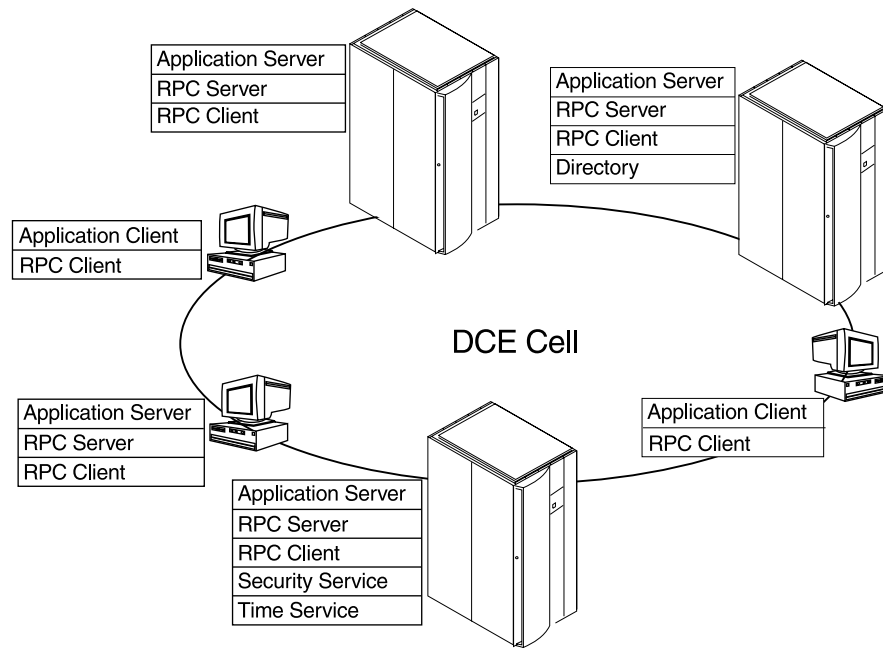 Application Server
RPC Server
RPC Client
Application Server
RPC Server
RPC Client
Directory
Application Client
RPC Client
DCE Cell
Application Server
RPC Server
RPC Client
Application Client
RPC Client
Application Server
RPC Server
RPC Client
Security Service
Time Service